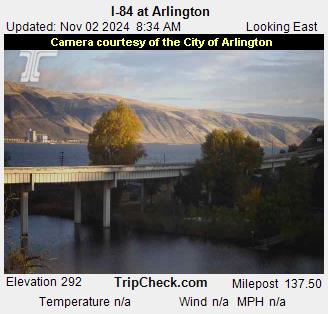 I-84 at Arlington
Updated: Nov 02 2024 8:34 AM Looking East
Camera courtesy of the City of Arlington
Elevation 292 TripCheck.com Milepost 137.50
Temperature n/a Wind n/a MPH n/a